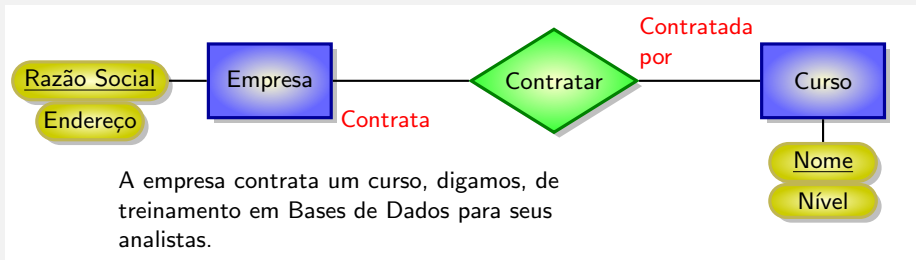 Razão Social
Endereço
Empresa
Contrata
Contratar
Contratada
por
Curso
Nome
Nível
A empresa contrata um curso, digamos, de
treinamento em Bases de Dados para seus
analistas.